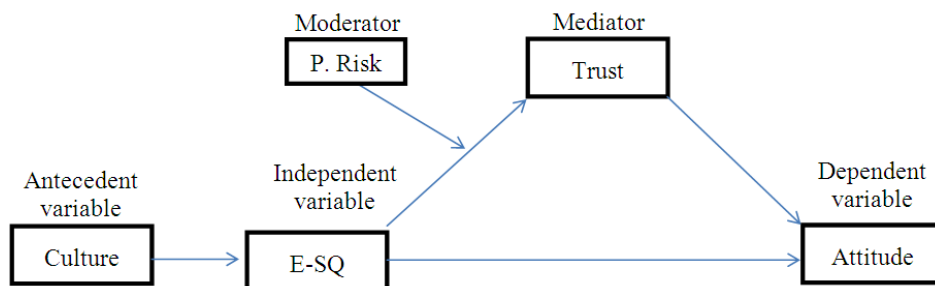 Moderator
P. Risk
Mediator
Trust
Antecedent
variable
Culture
Independent
variable
E-SQ
Dependent
variable
Attitude